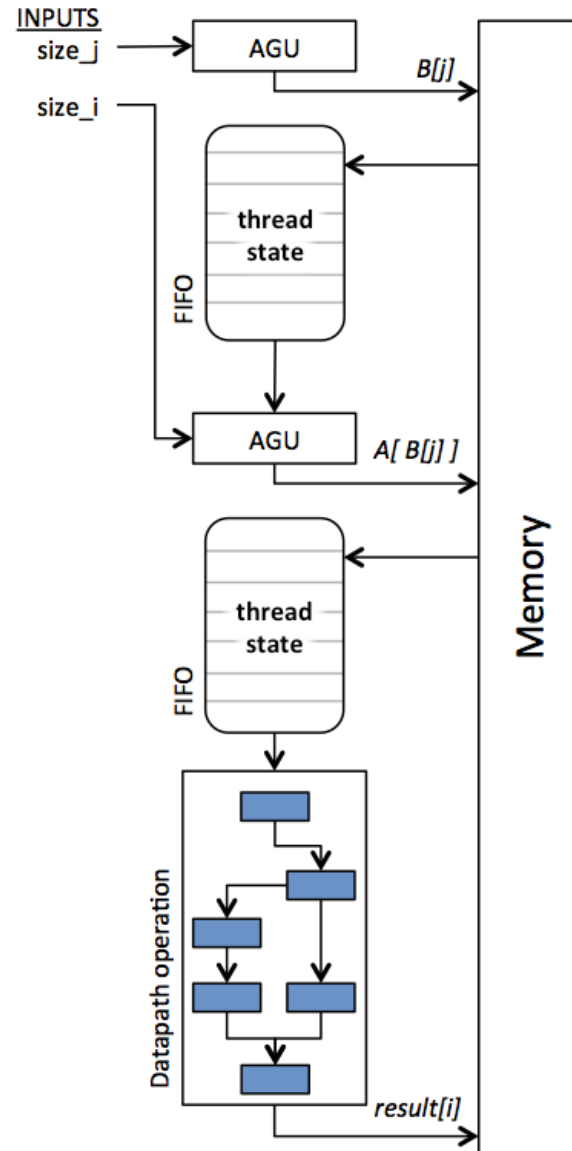 INPUTS
size_j
AGU
B[j]
size_i
thread
state
FIFO
AGU
A[ B[j] ]
Memory
thread
state
FIFO
Datapath operation
result[i]